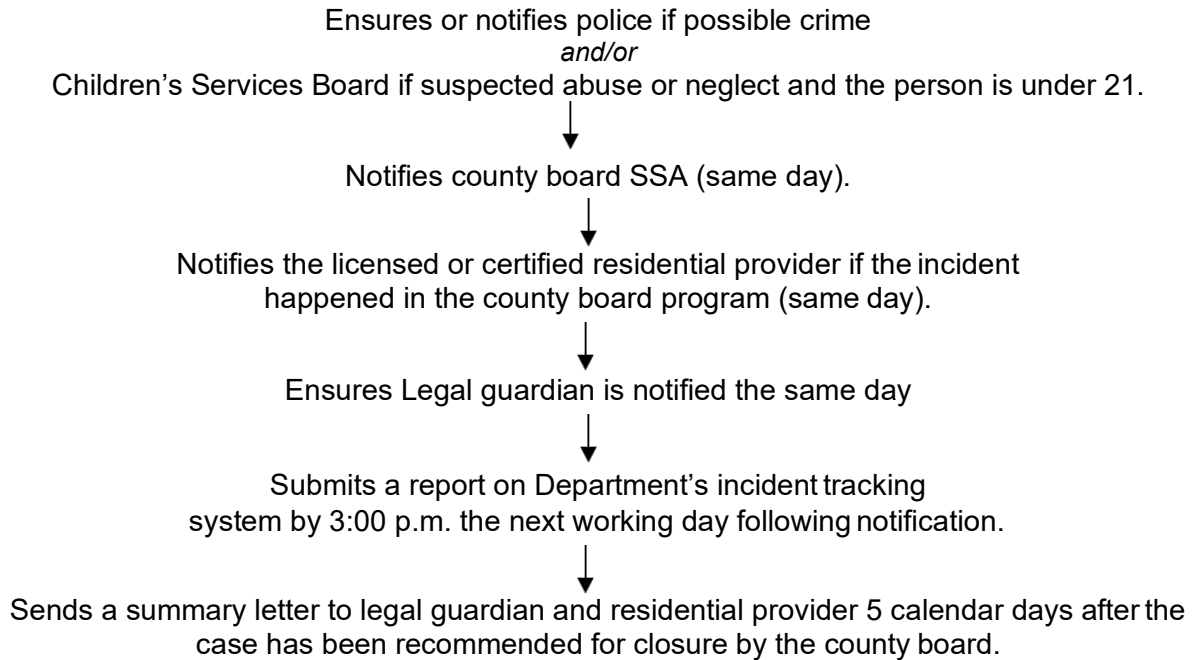 Ensures or notifies police if possible crime
and/or
Children’s Services Board if suspected abuse or neglect and the person is under 21.
Notifies county board SSA (same day).
Notifies the licensed or certified residential provider if the incident
happened in the county board program (same day).
Ensures Legal guardian is notified the same day
Submits a report on Department’s incident tracking
system by 3:00 p.m. the next working day following notification.
Sends a summary letter to legal guardian and residential provider 5 calendar days after the
case has been recommended for closure by the county board.